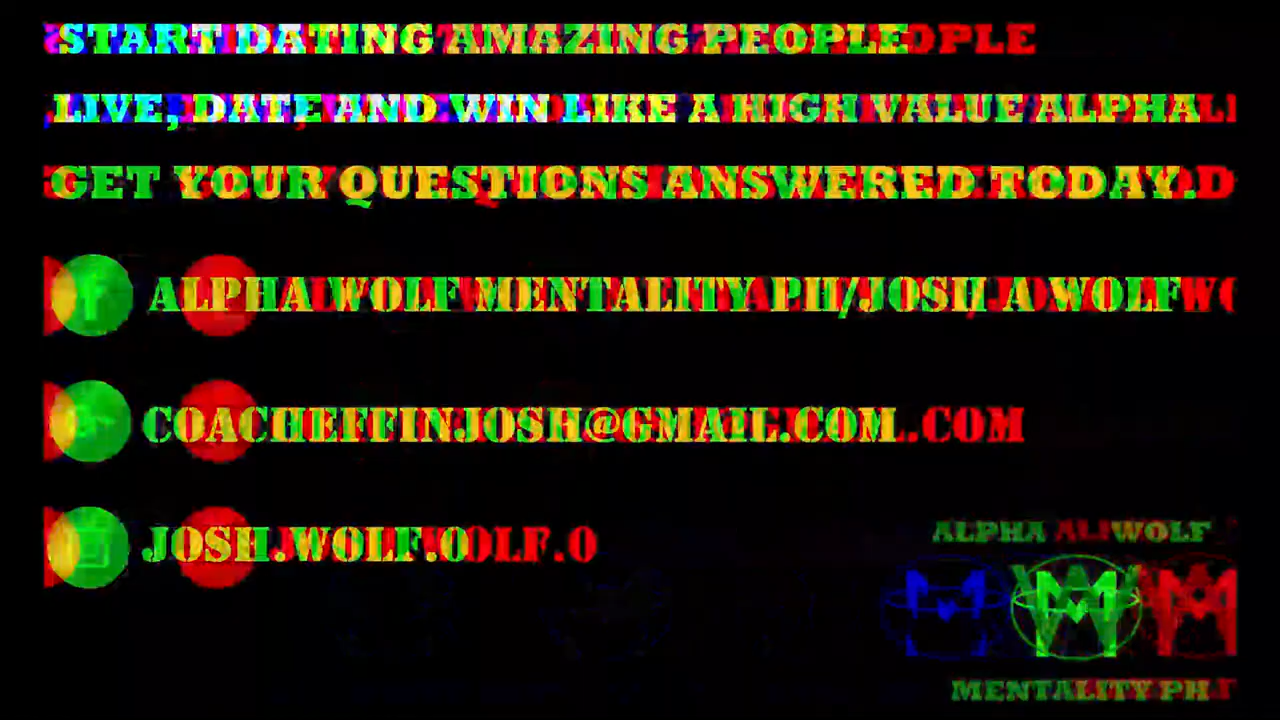 START DATING AMAZING PEOPLE
LIVE, DATE AND WIN LIKE A HIGH VALUE ALPHA
GET YOUR QUESTIONS ANSWERED TODAY.
ALPHA WOLF MENTALITY PH/JOSH A WOLF
COACHEFFINJOSH@GMAIL.COM
JOSH.WOLF.O
ALPHA WOLF
MENTALITY PH